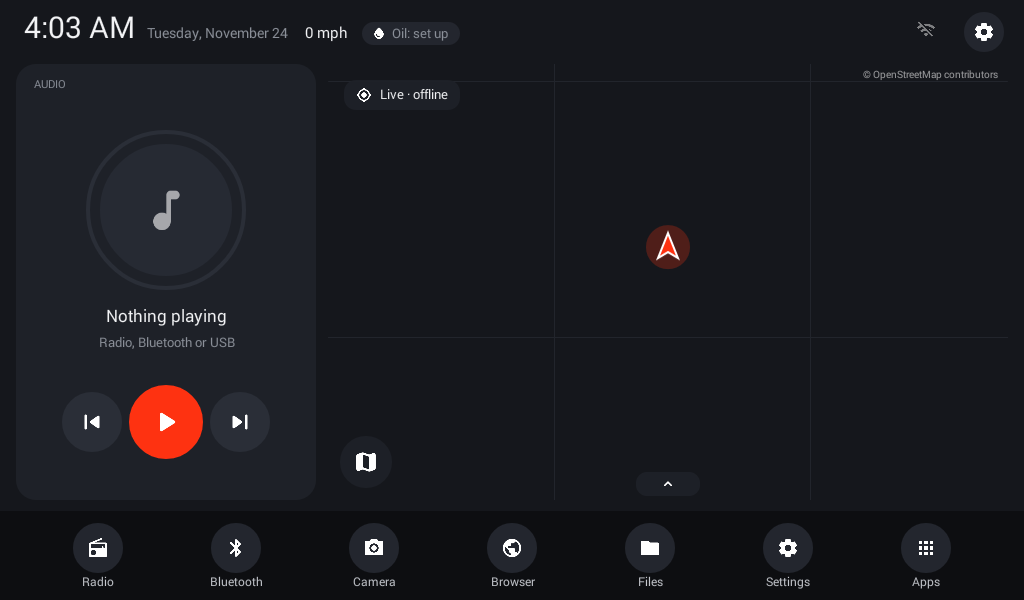 4:03 AM
Tuesday, November 24
0 mph
Oil: set up
AUDIO
Nothing playing
Radio, Bluetooth or USB
© OpenStreetMap contributors
Live · offline
Radio
Bluetooth
Camera
Browser
Files
Settings
Apps